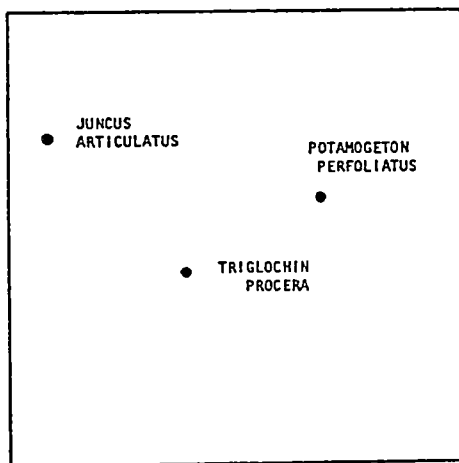 JUNCUS
ARTICULATUS
POTAMOGETON
PERFOLIATUS
TRIGLOCHIN
PROCERA